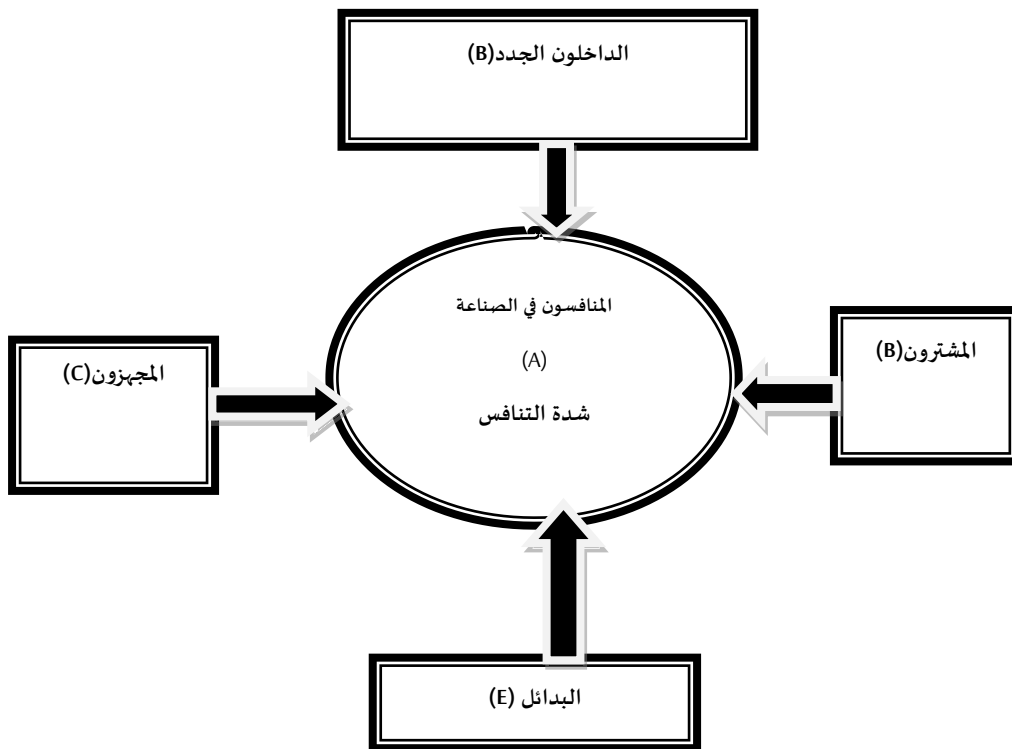 الداخلون الجدد(B)
المنافسون في الصناعة
(A)
شدة التنافس
المشترون(B)
المجهزون(C)
البدائل (E)